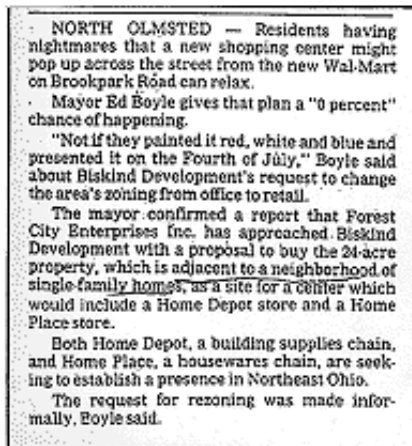 NORTH OLMSTED — Residents having
nightmares that a new shopping center might
pop up across the street from the new Wal-Mart
on Brookpark Road can relax.
Mayor Ed Boyle gives that plan a "0 percent"
chance of happening.
"Not if they painted it red, white and blue and
presented it on the Fourth of July," Boyle said
about Biskind Development's request to change
the area's zoning from office to retail.
The mayor confirmed a report that Forest
City Enterprises Inc. has approached Biskind
Development with a proposal to buy the 24-acre
property, which is adjacent to a neighborhood of
single-family homes, as a site for a center which
would include a Home Depot store and a Home
Place store.
Both Home Depot, a building supplies chain,
and Home Place, a housewares chain, are seek-
ing to establish a presence in Northeast Ohio.
The request for rezoning was made infor-
mally, Boyle said.